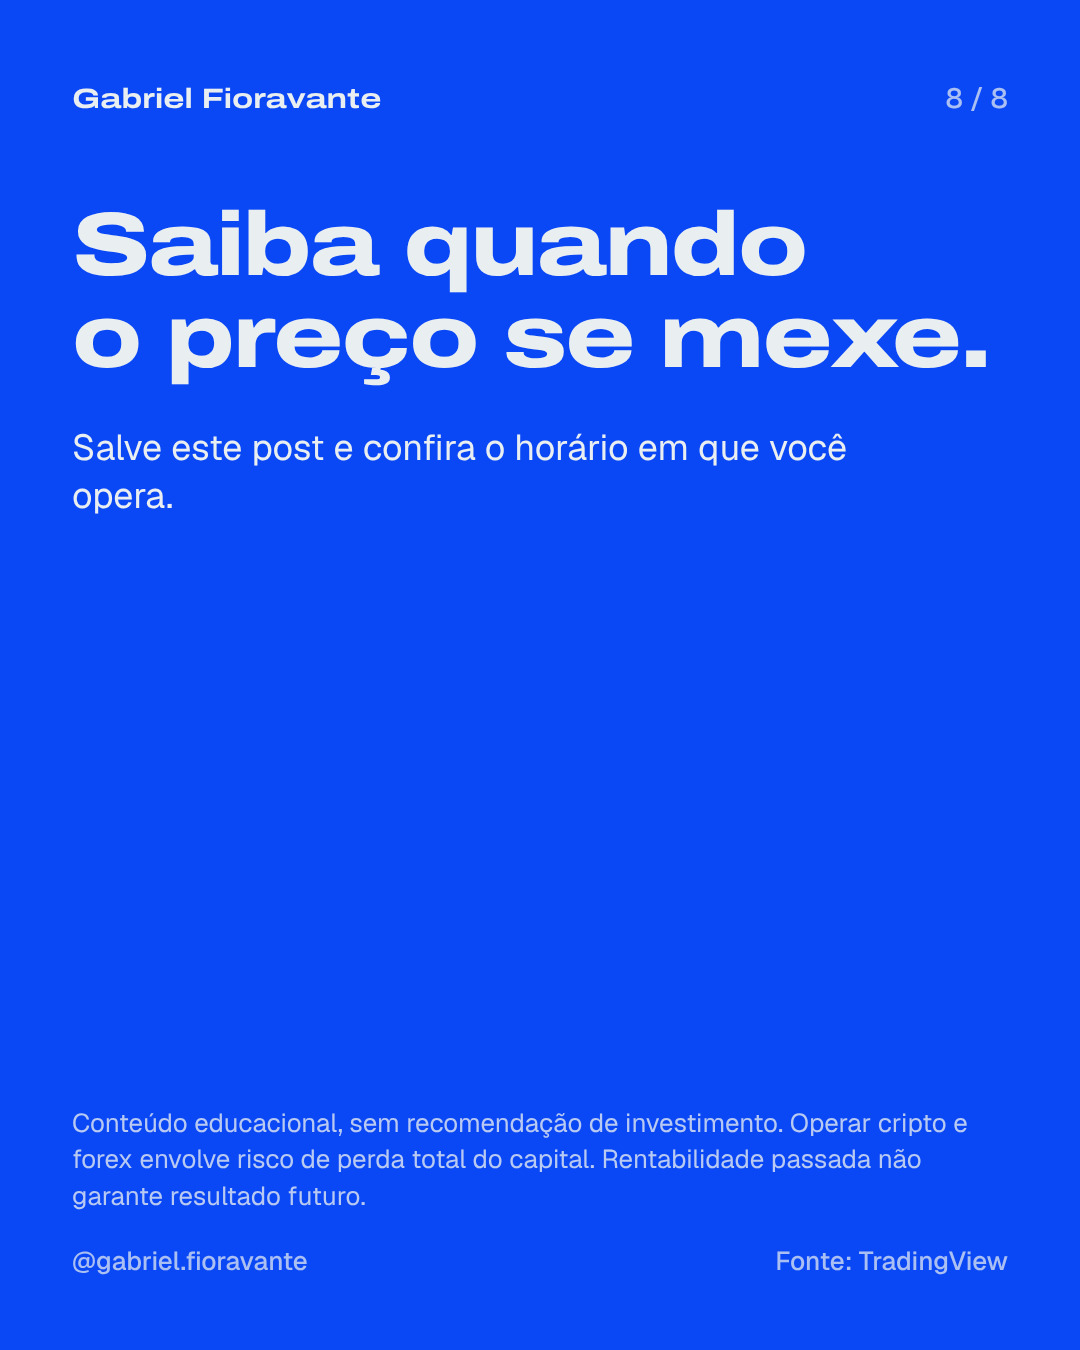 Gabriel Fioravante
8 / 8
Saiba quando
o preço se mexe.
Salve este post e confira o horário em que você
opera.
Conteúdo educacional, sem recomendação de investimento. Operar cripto e
forex envolve risco de perda total do capital. Rentabilidade passada não
garante resultado futuro.
@gabriel.fioravante
Fonte: TradingView